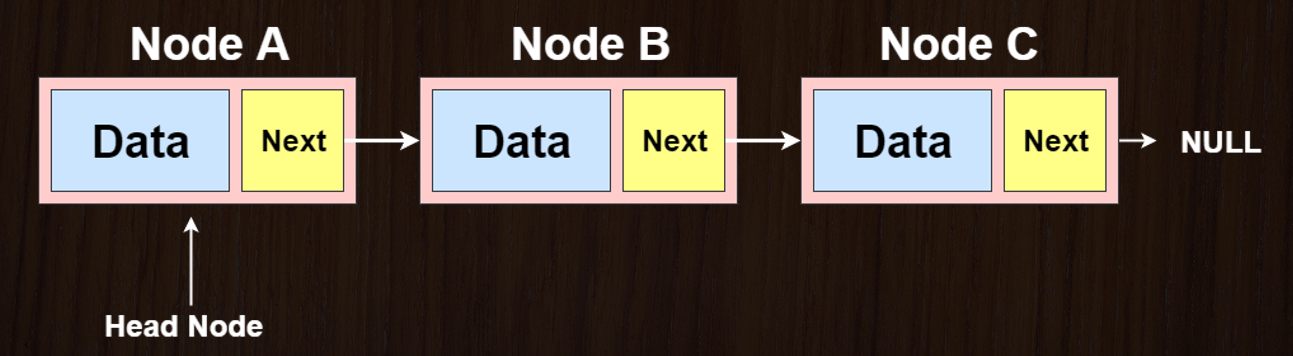 Node A
Node B
Node C
Data
Next
Data
Next
Data
Next
NULL
Head Node